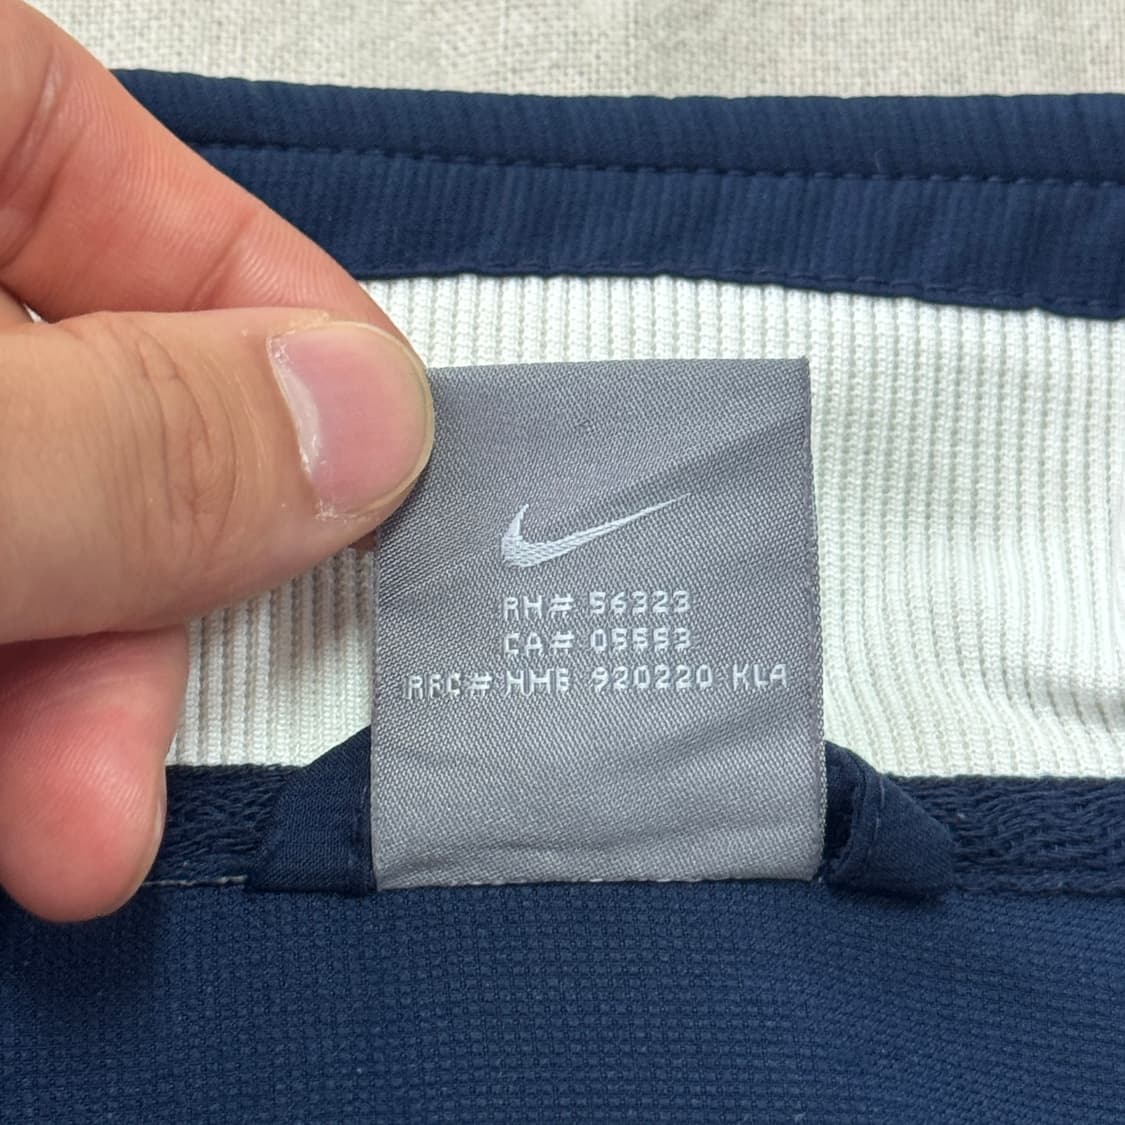 RN# 56323
CA# 05553
RFC# NME 920220 KLA